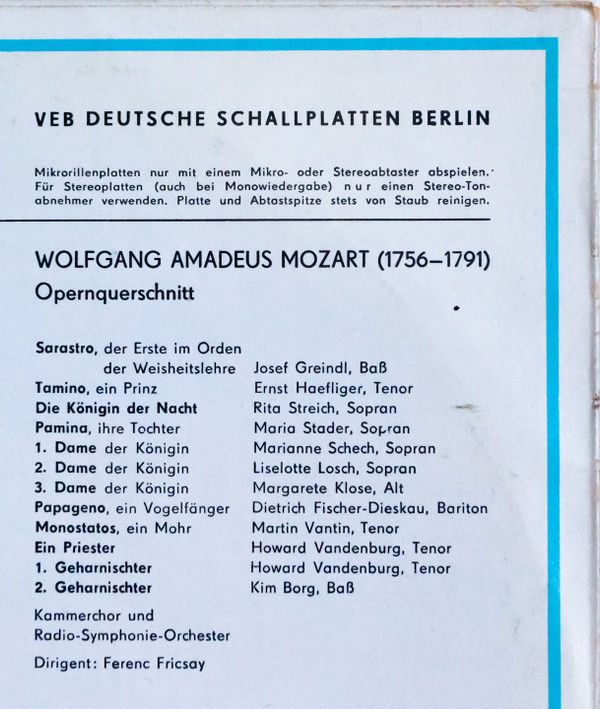 VEB DEUTSCHE SCHALLPLATTEN BERLIN
Mikrorillenplatten nur mit einem Mikro- oder Stereoabtaster abspielen.
Für Stereoplatten (auch bei Monowiedergabe) nur einen Stereo-Ton-
abnehmer verwenden. Platte und Abtastspitze stets von Staub reinigen.
WOLFGANG AMADEUS MOZART (1756–1791)
Opernquerschnitt
Sarastro, der Erste im Orden
der Weisheitslehre Josef Greindl, Baß
Tamino, ein Prinz Ernst Haefliger, Tenor
Die Königin der Nacht Rita Streich, Sopran
Pamina, ihre Tochter Maria Stader, Sopran
1. Dame der Königin Marianne Schech, Sopran
2. Dame der Königin Liselotte Losch, Sopran
3. Dame der Königin Margarete Klose, Alt
Papageno, ein Vogelfänger Dietrich Fischer-Dieskau, Bariton
Monostatos, ein Mohr Martin Vantin, Tenor
Ein Priester Howard Vandenburg, Tenor
1. Geharnischter Howard Vandenburg, Tenor
2. Geharnischter Kim Borg, Baß
Kammerchor und
Radio-Symphonie-Orchester
Dirigent: Ferenc Fricsay